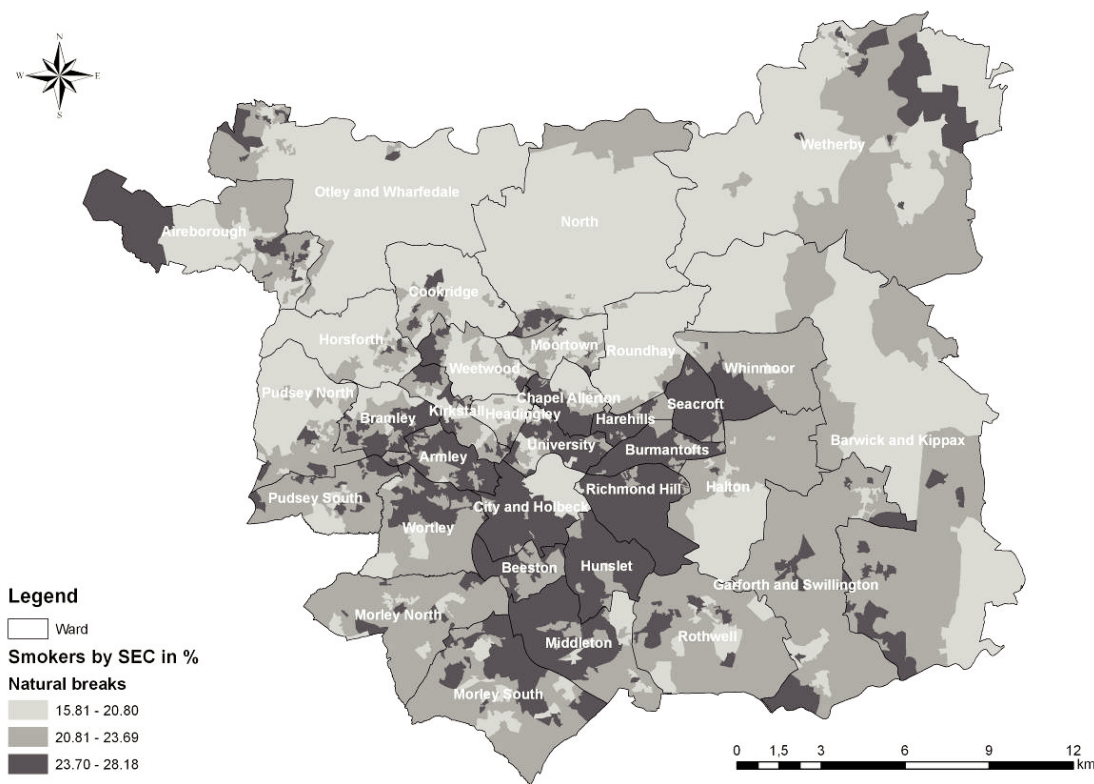 N
W E
S
Otley and Wharfedale
Wetherby
North
Aireborough
Cookridge
Horsforth
Moortown
Roundhay
Weetwood
Whinmoor
Pudsey North
Chapel Allerton
Seacroft
Bramley
Kirkstall
Headingley
Harehills
University
Burmantofts
Barwick and Kippax
Armley
Richmond Hill
Halton
Pudsey South
City and Holbeck
Wortley
Beeston
Hunslet
Garforth and Swillington
Morley North
Middleton
Rothwell
Morley South
Legend
Ward
Smokers by SEC in %
Natural breaks
15.81 - 20.80
20.81 - 23.69
23.70 - 28.18
0 1,5 3 6 9 12
km